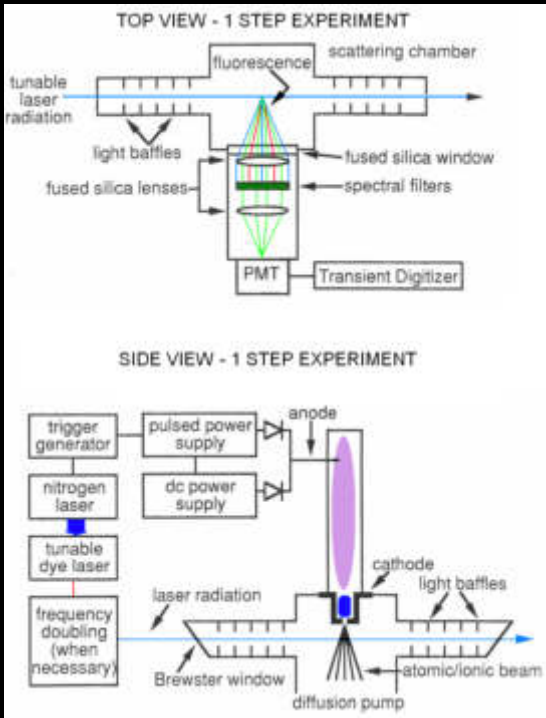 TOP VIEW - 1 STEP EXPERIMENT
scattering chamber
fluorescence
tunable
laser
radiation
light baffles
fused silica window
fused silica lenses
spectral filters
PMT
Transient Digitizer
SIDE VIEW - 1 STEP EXPERIMENT
anode
trigger
generator
pulsed power
supply
nitrogen
laser
dc power
supply
tunable
dye laser
cathode
light baffles
laser radiation
frequency
doubling
(when
necessary)
Brewster window
atomic/ionic beam
diffusion pump